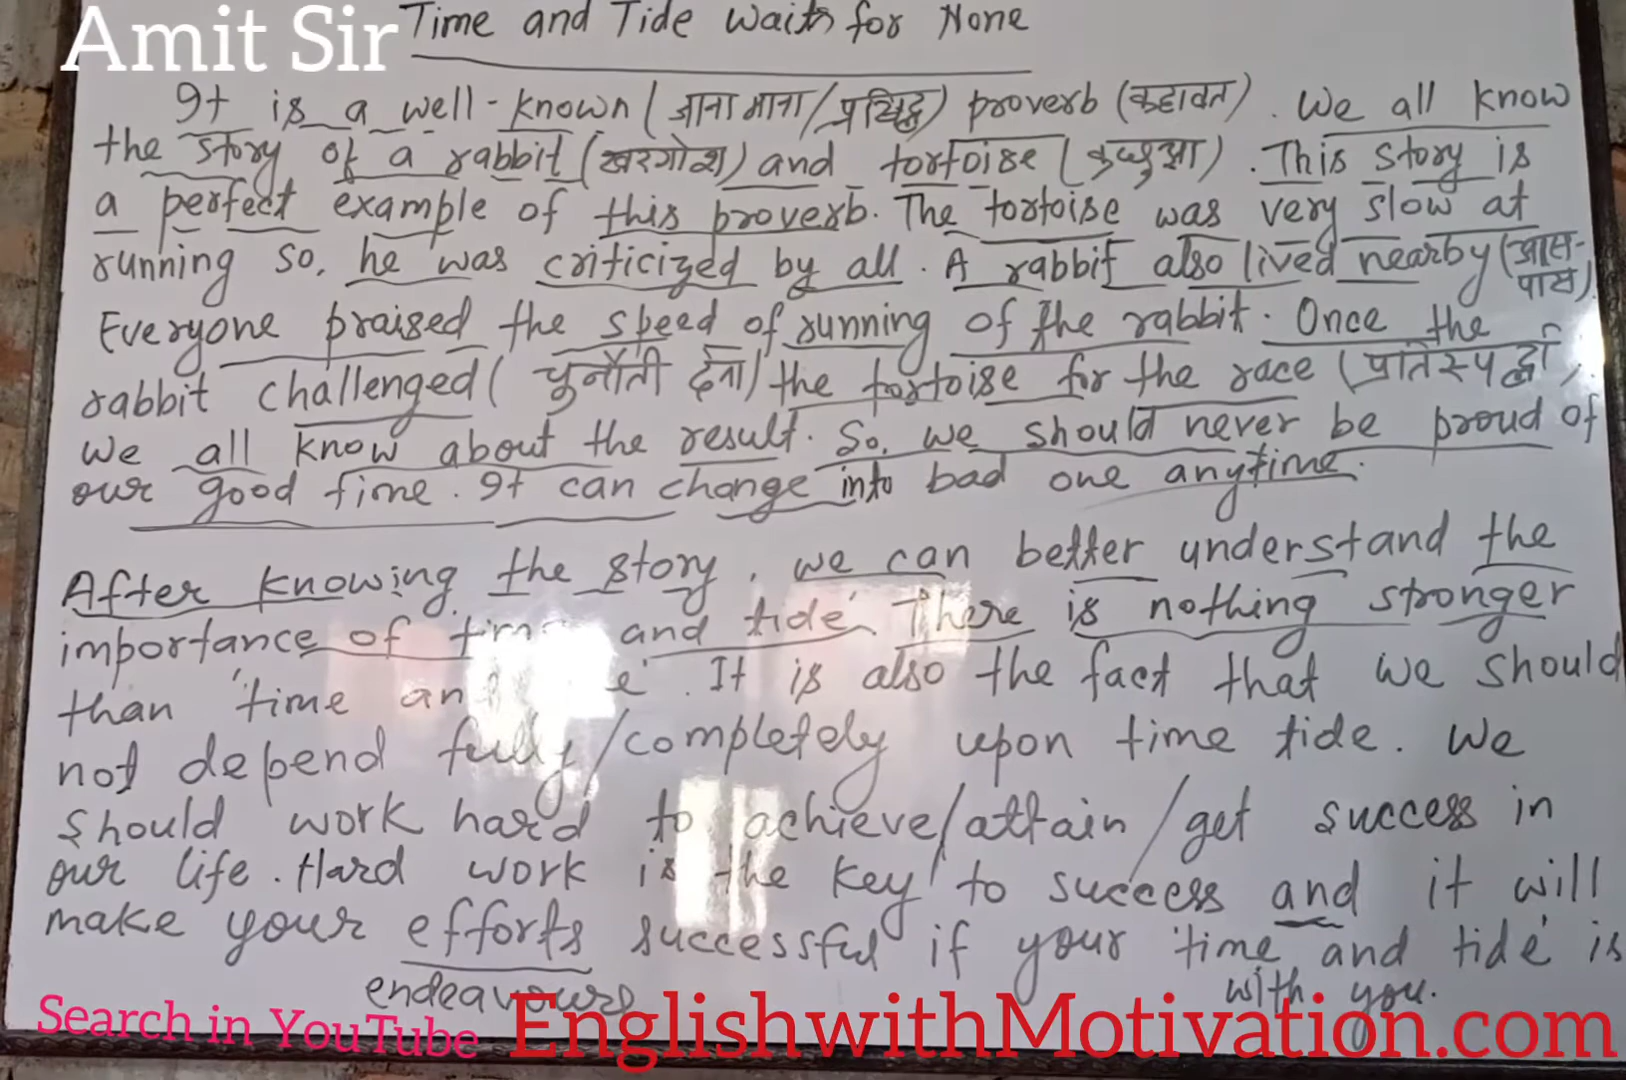 Amit Sir
Time and Tide Waits for None
It is a well-known (जाना माना/प्रसिद्ध) proverb (कहावत). We all know
the story of a rabbit (खरगोश) and tortoise (कछुआ). This story is
a perfect example of this proverb. The tortoise was very slow at
running so, he was criticized by all. A rabbit also lived nearby (आस-
पास)
Everyone praised the speed of running of the rabbit. Once the
rabbit challenged (चुनौती देना) the tortoise for the race (प्रतिस्पर्द्धा).
We all know about the result. So, we should never be proud of
our good time. It can change into bad one anytime.
After knowing the story, we can better understand the
importance of and tide'. There is nothing stronger
than 'time . It is also the fact that we should
not depend fully/completely upon time tide. We
should work hard to achieve/attain/get success in
our life. Hard work is the key to success and it will
make your efforts successful if your 'time and tide' is
endeavours
with you.
Search in YouTube EnglishwithMotivation.com